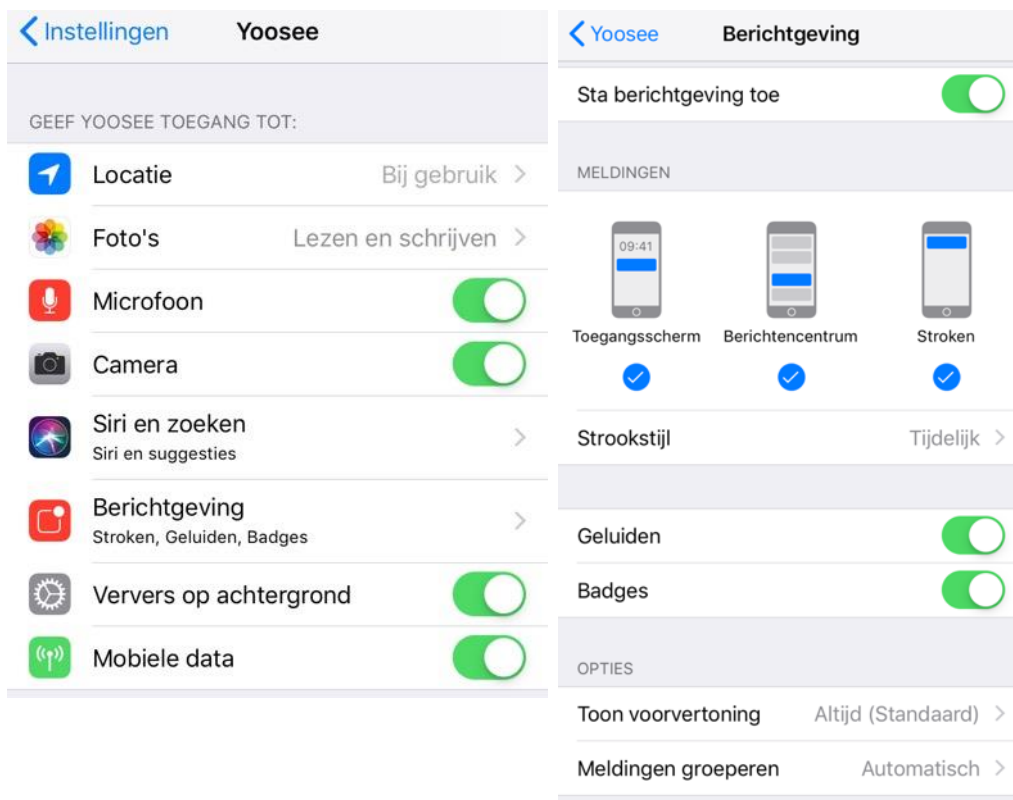 Instellingen Yoosee
GEEF YOOSEE TOEGANG TOT:
Locatie Bij gebruik
Foto's Lezen en schrijven
Microfoon
Camera
Siri en zoeken
Siri en suggesties
Berichtgeving
Stroken, Geluiden, Badges
Ververs op achtergrond
Mobiele data
Yoosee Berichtgeving
Sta berichtgeving toe
MELDINGEN
09:41
Toegangsscherm Berichtencentrum Stroken
Strookstijl Tijdelijk
Geluiden
Badges
OPTIES
Toon voorvertoning Altijd (Standaard)
Meldingen groeperen Automatisch